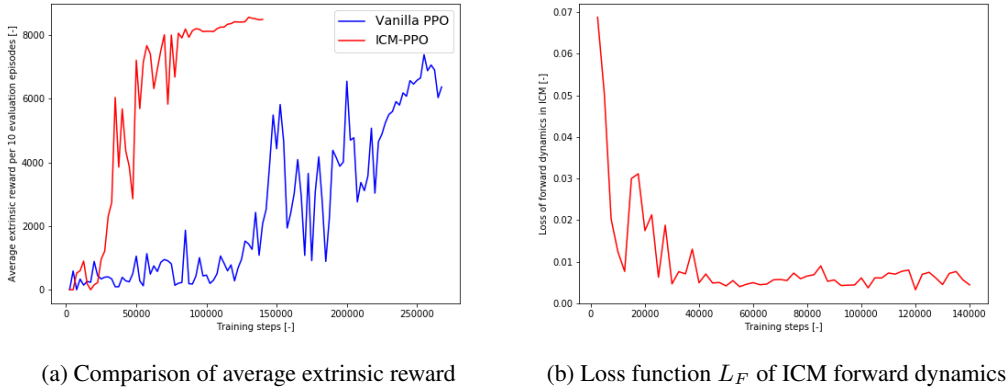 Average extrinsic reward per 10 evaluation episodes [-]
8000
6000
4000
2000
0
Vanilla PPO
ICM-PPO
0 50000 100000 150000 200000 250000
Training steps [-]
(a) Comparison of average extrinsic reward
Loss of forward dynamics in ICM [-]
0.07
0.06
0.05
0.04
0.03
0.02
0.01
0.00
0 20000 40000 60000 80000 100000 120000 140000
Training steps [-]
(b) Loss function L_F of ICM forward dynamics